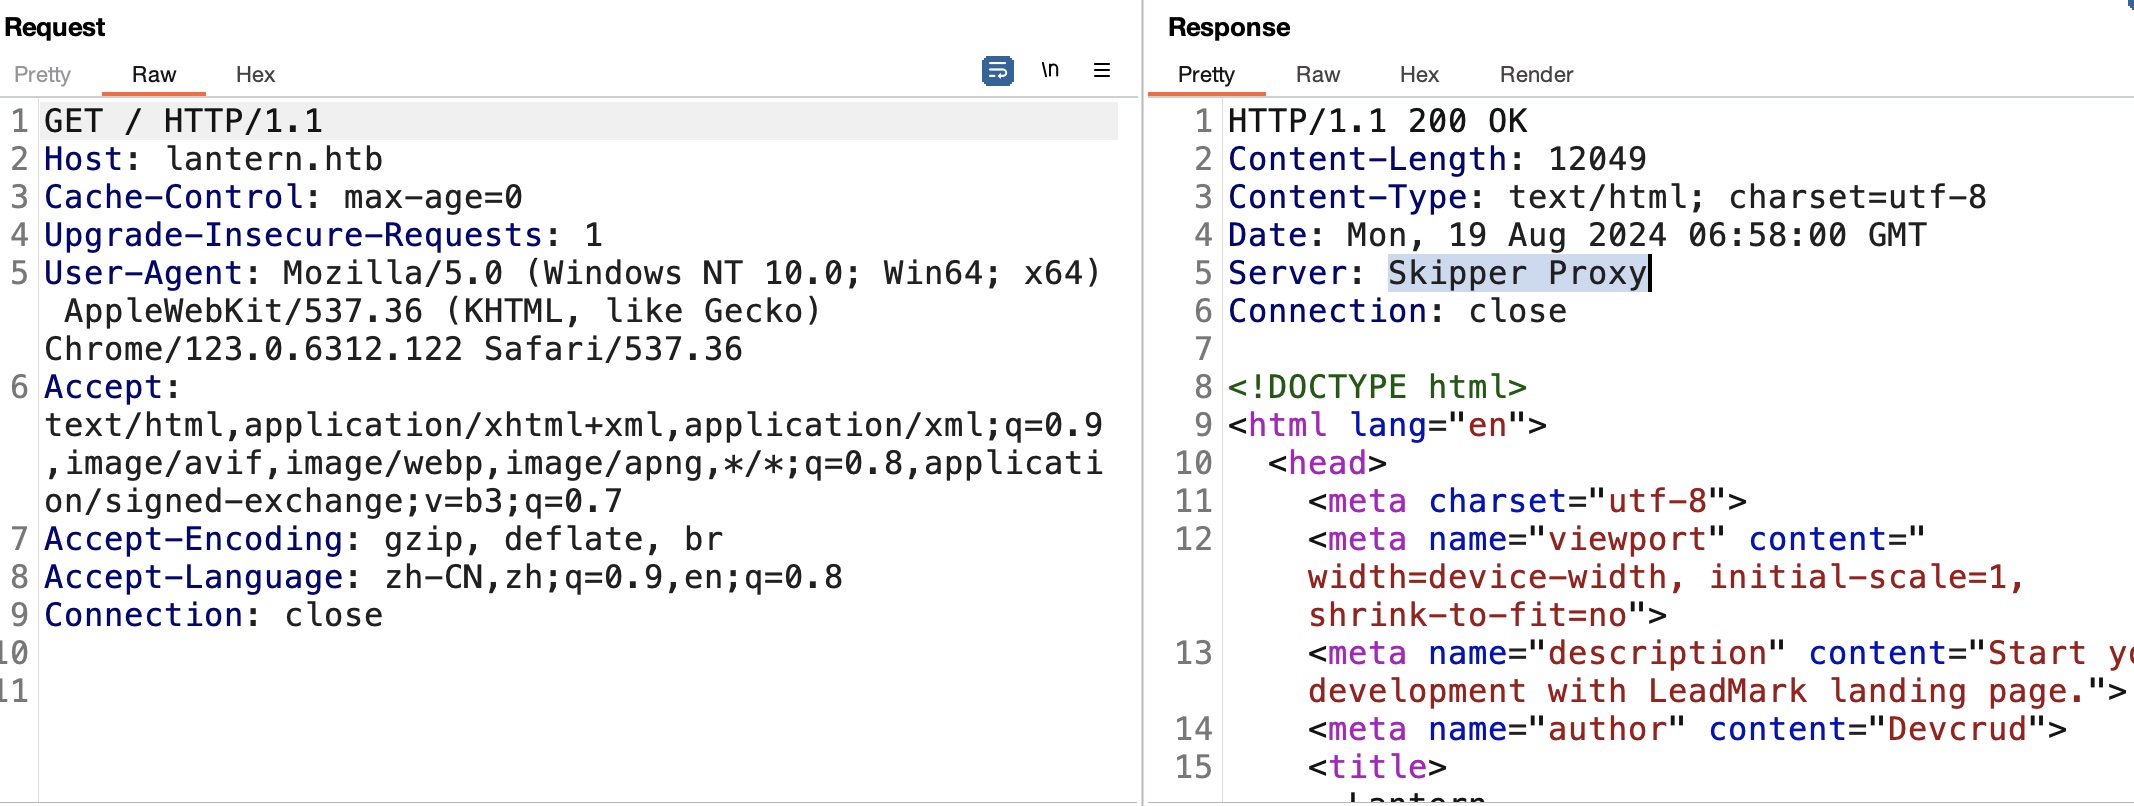 Request
Pretty Raw Hex
\n
1 GET / HTTP/1.1
2 Host: lantern.htb
3 Cache-Control: max-age=0
4 Upgrade-Insecure-Requests: 1
5 User-Agent: Mozilla/5.0 (Windows NT 10.0; Win64; x64)
AppleWebKit/537.36 (KHTML, like Gecko)
Chrome/123.0.6312.122 Safari/537.36
6 Accept:
text/html,application/xhtml+xml,application/xml;q=0.9
,image/avif,image/webp,image/apng,*/*;q=0.8,applicati
on/signed-exchange;v=b3;q=0.7
7 Accept-Encoding: gzip, deflate, br
8 Accept-Language: zh-CN,zh;q=0.9,en;q=0.8
9 Connection: close
10
11
Response
Pretty Raw Hex Render
1 HTTP/1.1 200 OK
2 Content-Length: 12049
3 Content-Type: text/html; charset=utf-8
4 Date: Mon, 19 Aug 2024 06:58:00 GMT
5 Server: Skipper Proxy
6 Connection: close
7
8 <!DOCTYPE html>
9 <html lang="en">
10 <head>
11 <meta charset="utf-8">
12 <meta name="viewport" content="
width=device-width, initial-scale=1,
shrink-to-fit=no">
13 <meta name="description" content="Start yo
development with LeadMark landing page.">
14 <meta name="author" content="Devcrud">
15 <title>
Lantern